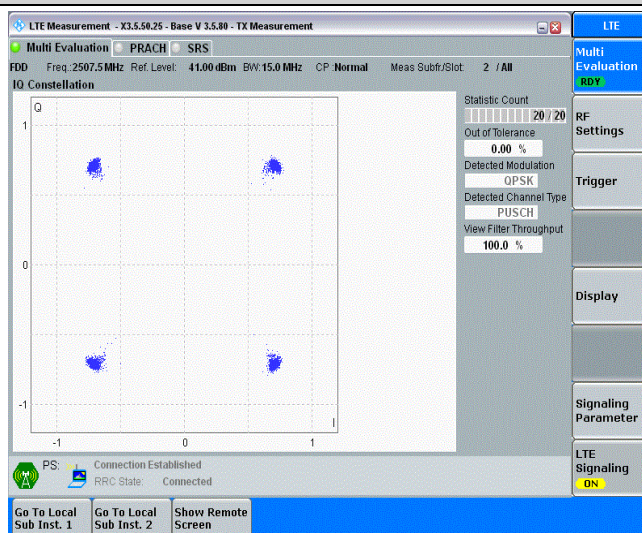 LTE Measurement - X3.5.50.25 - Base V 3.5.80 - TX Measurement
LTE
Multi Evaluation PRACH SRS
Multi
Evaluation
RDY
FDD Freq.:2507.5 MHz Ref. Level: 41.00 dBm BW:15.0 MHz CP :Normal Meas Subfr./Slot: 2 / All
IQ Constellation
Q
1
0
-1
I
-1 0 1
Statistic Count
20 / 20
Out of Tolerance
0.00 %
Detected Modulation
QPSK
Detected Channel Type
PUSCH
View Filter Throughput
100.0 %
RF
Settings
Trigger
Display
Signaling
Parameter
LTE
Signaling
ON
PS: Connection Established
RRC State: Connected
Go To Local
Sub Inst. 1
Go To Local
Sub Inst. 2
Show Remote
Screen